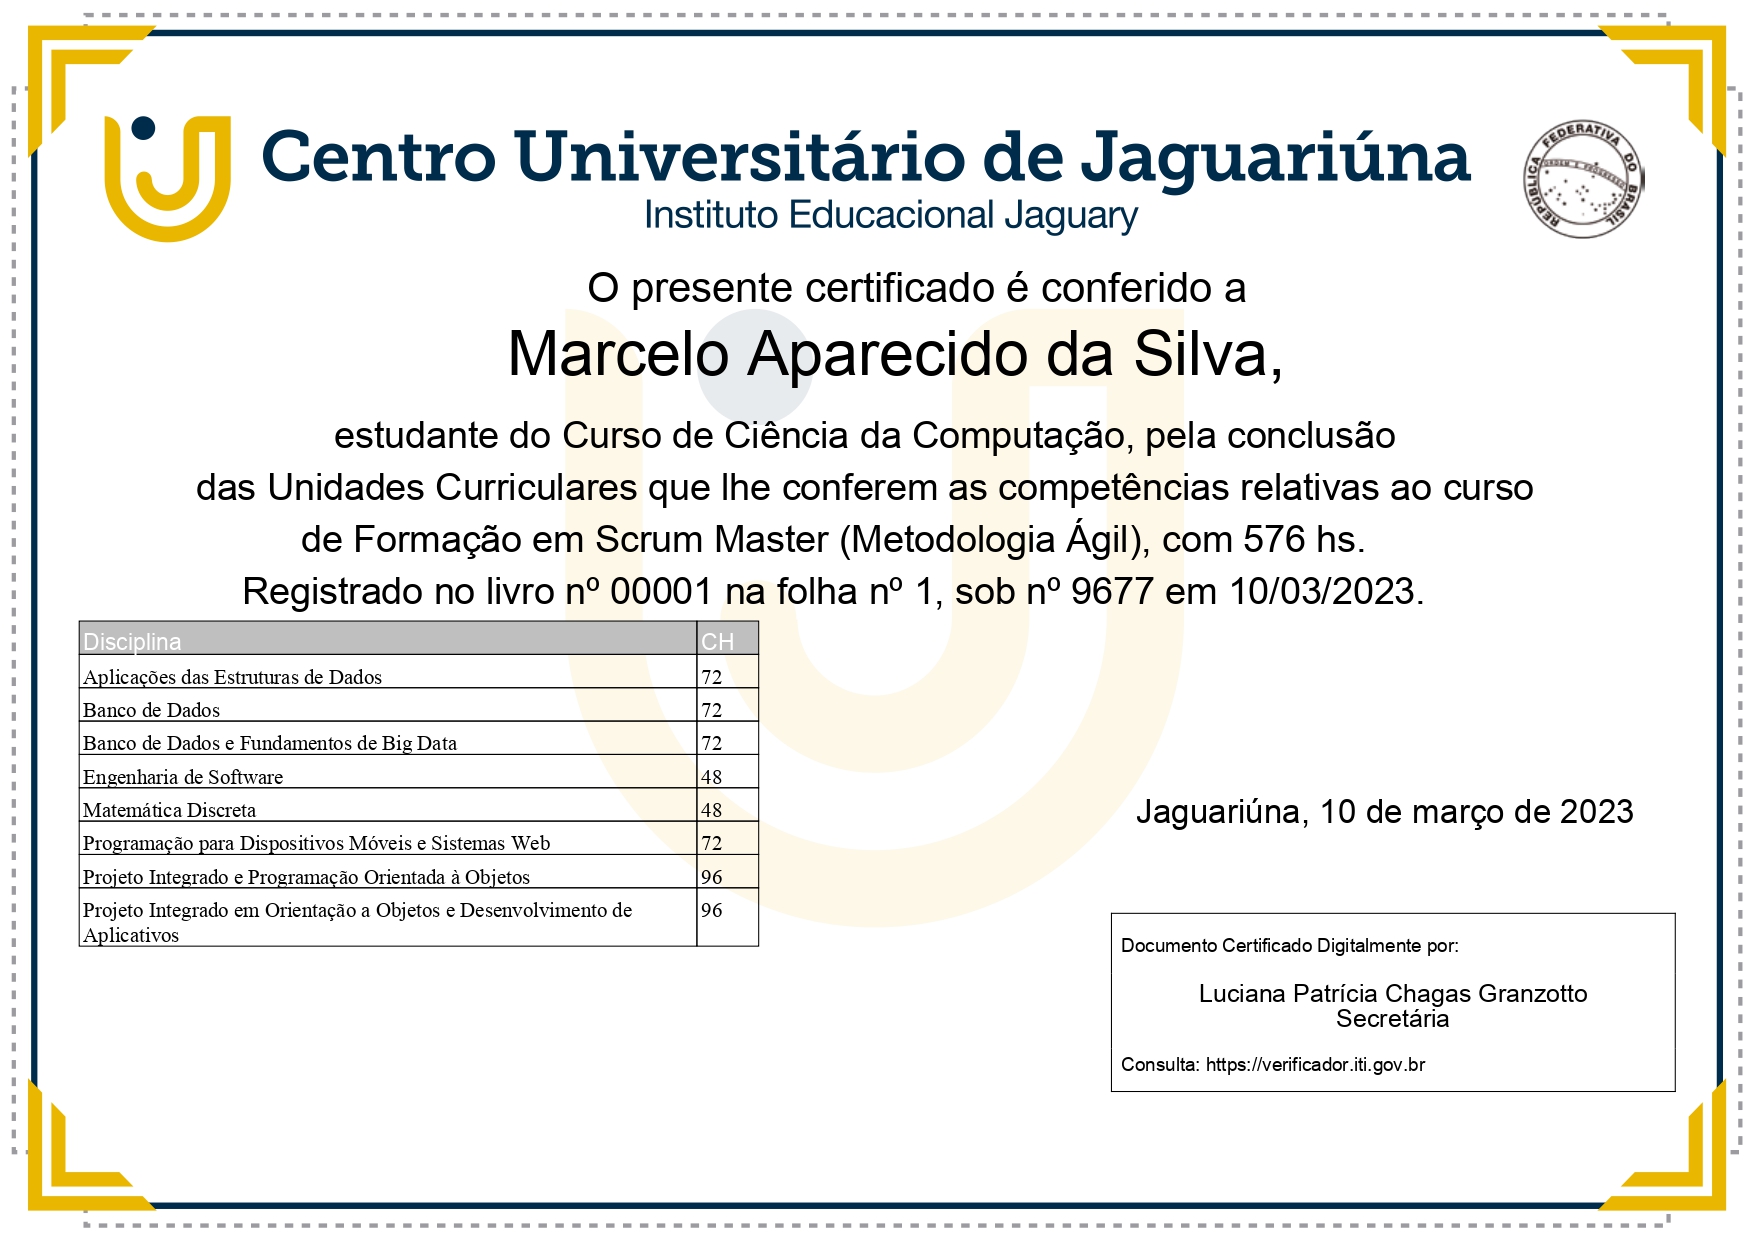 Centro Universitário de Jaguariúna
Instituto Educacional Jaguary
REPÚBLICA FEDERATIVA DO BRASIL
ORDEM E PROGRESSO
O presente certificado é conferido a
Marcelo Aparecido da Silva,
estudante do Curso de Ciência da Computação, pela conclusão
das Unidades Curriculares que lhe conferem as competências relativas ao curso
de Formação em Scrum Master (Metodologia Ágil), com 576 hs.
Registrado no livro nº 00001 na folha nº 1, sob nº 9677 em 10/03/2023.
Disciplina CH
Aplicações das Estruturas de Dados 72
Banco de Dados 72
Banco de Dados e Fundamentos de Big Data 72
Engenharia de Software 48
Matemática Discreta 48
Programação para Dispositivos Móveis e Sistemas Web 72
Projeto Integrado e Programação Orientada à Objetos 96
Projeto Integrado em Orientação a Objetos e Desenvolvimento de 96
Aplicativos
Jaguariúna, 10 de março de 2023
Documento Certificado Digitalmente por:
Luciana Patrícia Chagas Granzotto
Secretária
Consulta: https://verificador.iti.gov.br